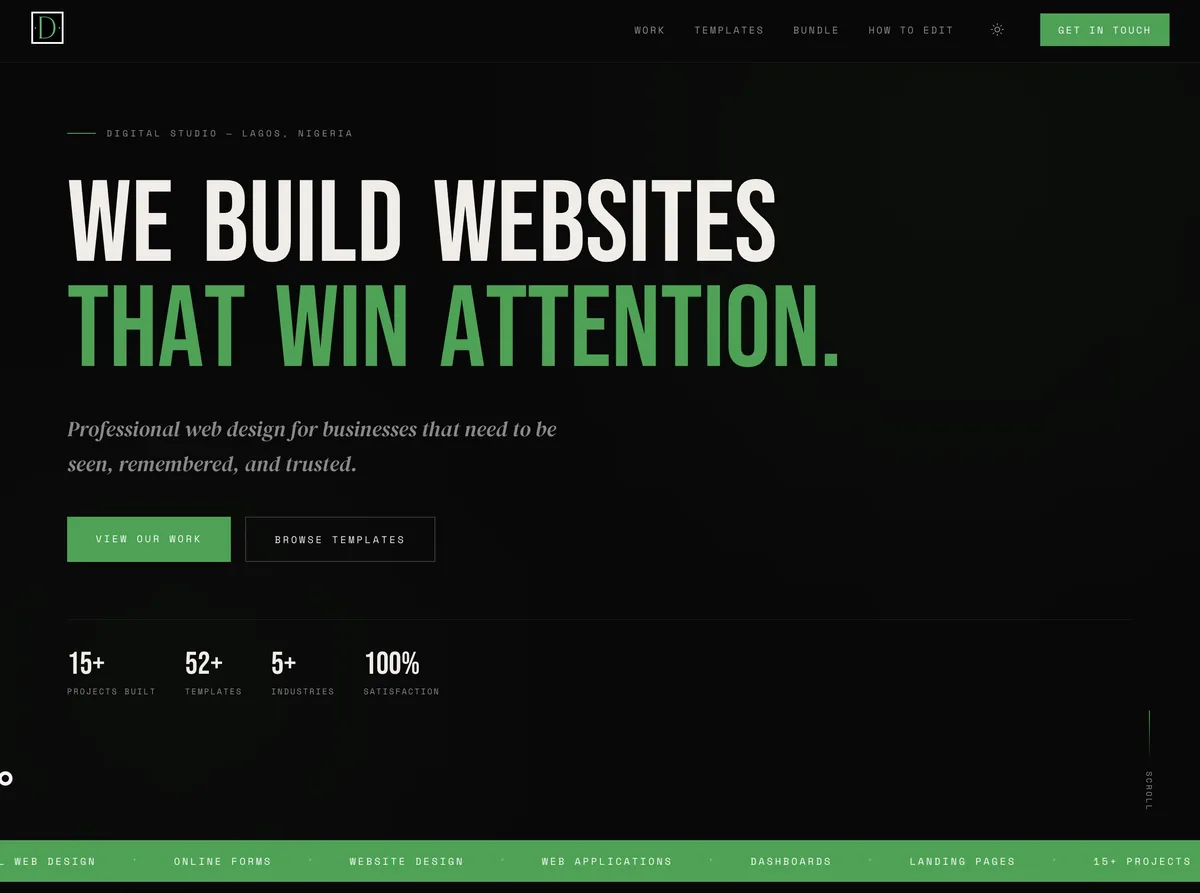 D
WORK
TEMPLATES
BUNDLE
HOW TO EDIT
GET IN TOUCH
DIGITAL STUDIO — LAGOS, NIGERIA
WE BUILD WEBSITES
THAT WIN ATTENTION.
Professional web design for businesses that need to be
seen, remembered, and trusted.
VIEW OUR WORK
BROWSE TEMPLATES
15+
PROJECTS BUILT
52+
TEMPLATES
5+
INDUSTRIES
100%
SATISFACTION
SCROLL
WEB DESIGN · ONLINE FORMS · WEBSITE DESIGN · WEB APPLICATIONS · DASHBOARDS · LANDING PAGES · 15+ PROJECTS